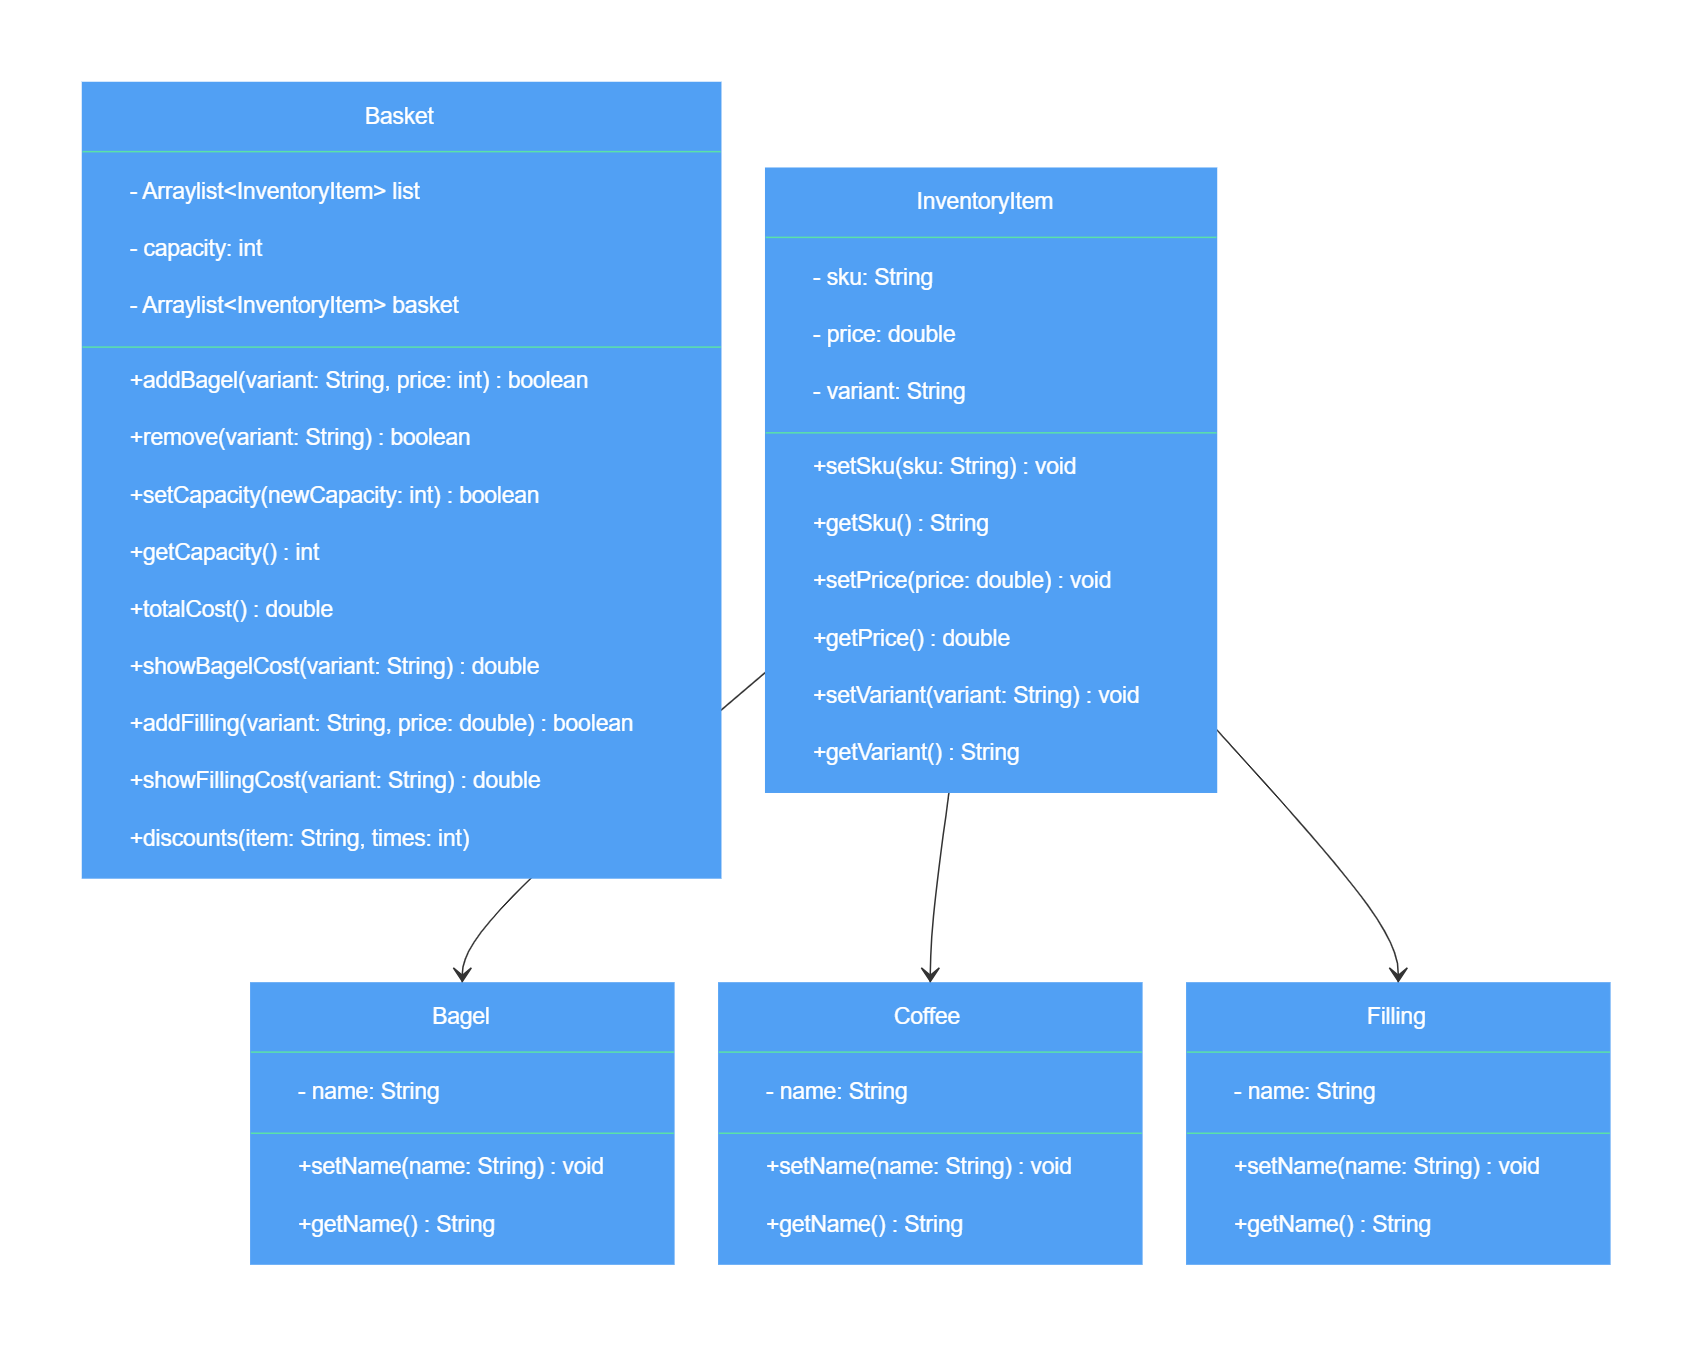 Basket
- Arraylist<InventoryItem> list
- capacity: int
- Arraylist<InventoryItem> basket
+addBagel(variant: String, price: int) : boolean
+remove(variant: String) : boolean
+setCapacity(newCapacity: int) : boolean
+getCapacity() : int
+totalCost() : double
+showBagelCost(variant: String) : double
+addFilling(variant: String, price: double) : boolean
+showFillingCost(variant: String) : double
+discounts(item: String, times: int)
InventoryItem
- sku: String
- price: double
- variant: String
+setSku(sku: String) : void
+getSku() : String
+setPrice(price: double) : void
+getPrice() : double
+setVariant(variant: String) : void
+getVariant() : String
Bagel
- name: String
+setName(name: String) : void
+getName() : String
Coffee
- name: String
+setName(name: String) : void
+getName() : String
Filling
- name: String
+setName(name: String) : void
+getName() : String